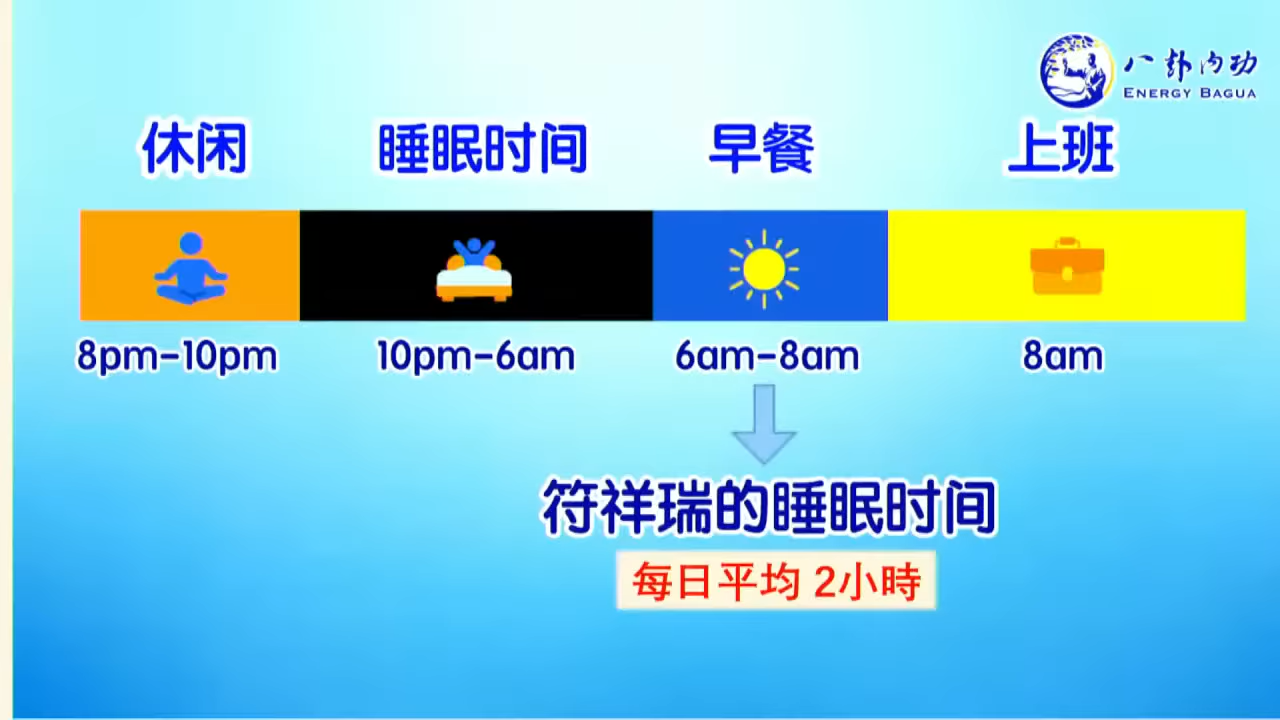 八卦内功
ENERGY BAGUA
休闲
睡眠时间
早餐
上班
8pm-10pm
10pm-6am
6am-8am
8am
符祥瑞的睡眠时间
每日平均 2小時